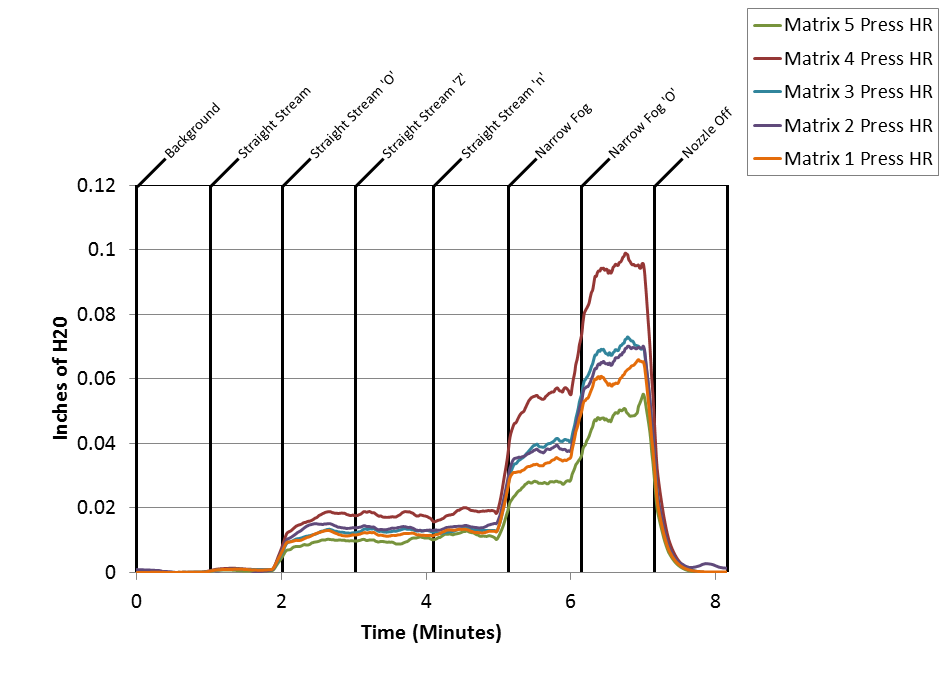 Matrix 5 Press HR
Matrix 4 Press HR
Matrix 3 Press HR
Matrix 2 Press HR
Matrix 1 Press HR
Background
Straight Stream
Straight Stream 'O'
Straight Stream 'Z'
Straight Stream 'n'
Narrow Fog
Narrow Fog 'O'
Nozzle Off
0.12
0.1
0.08
0.06
0.04
0.02
0
Inches of H20
0 2 4 6 8
Time (Minutes)